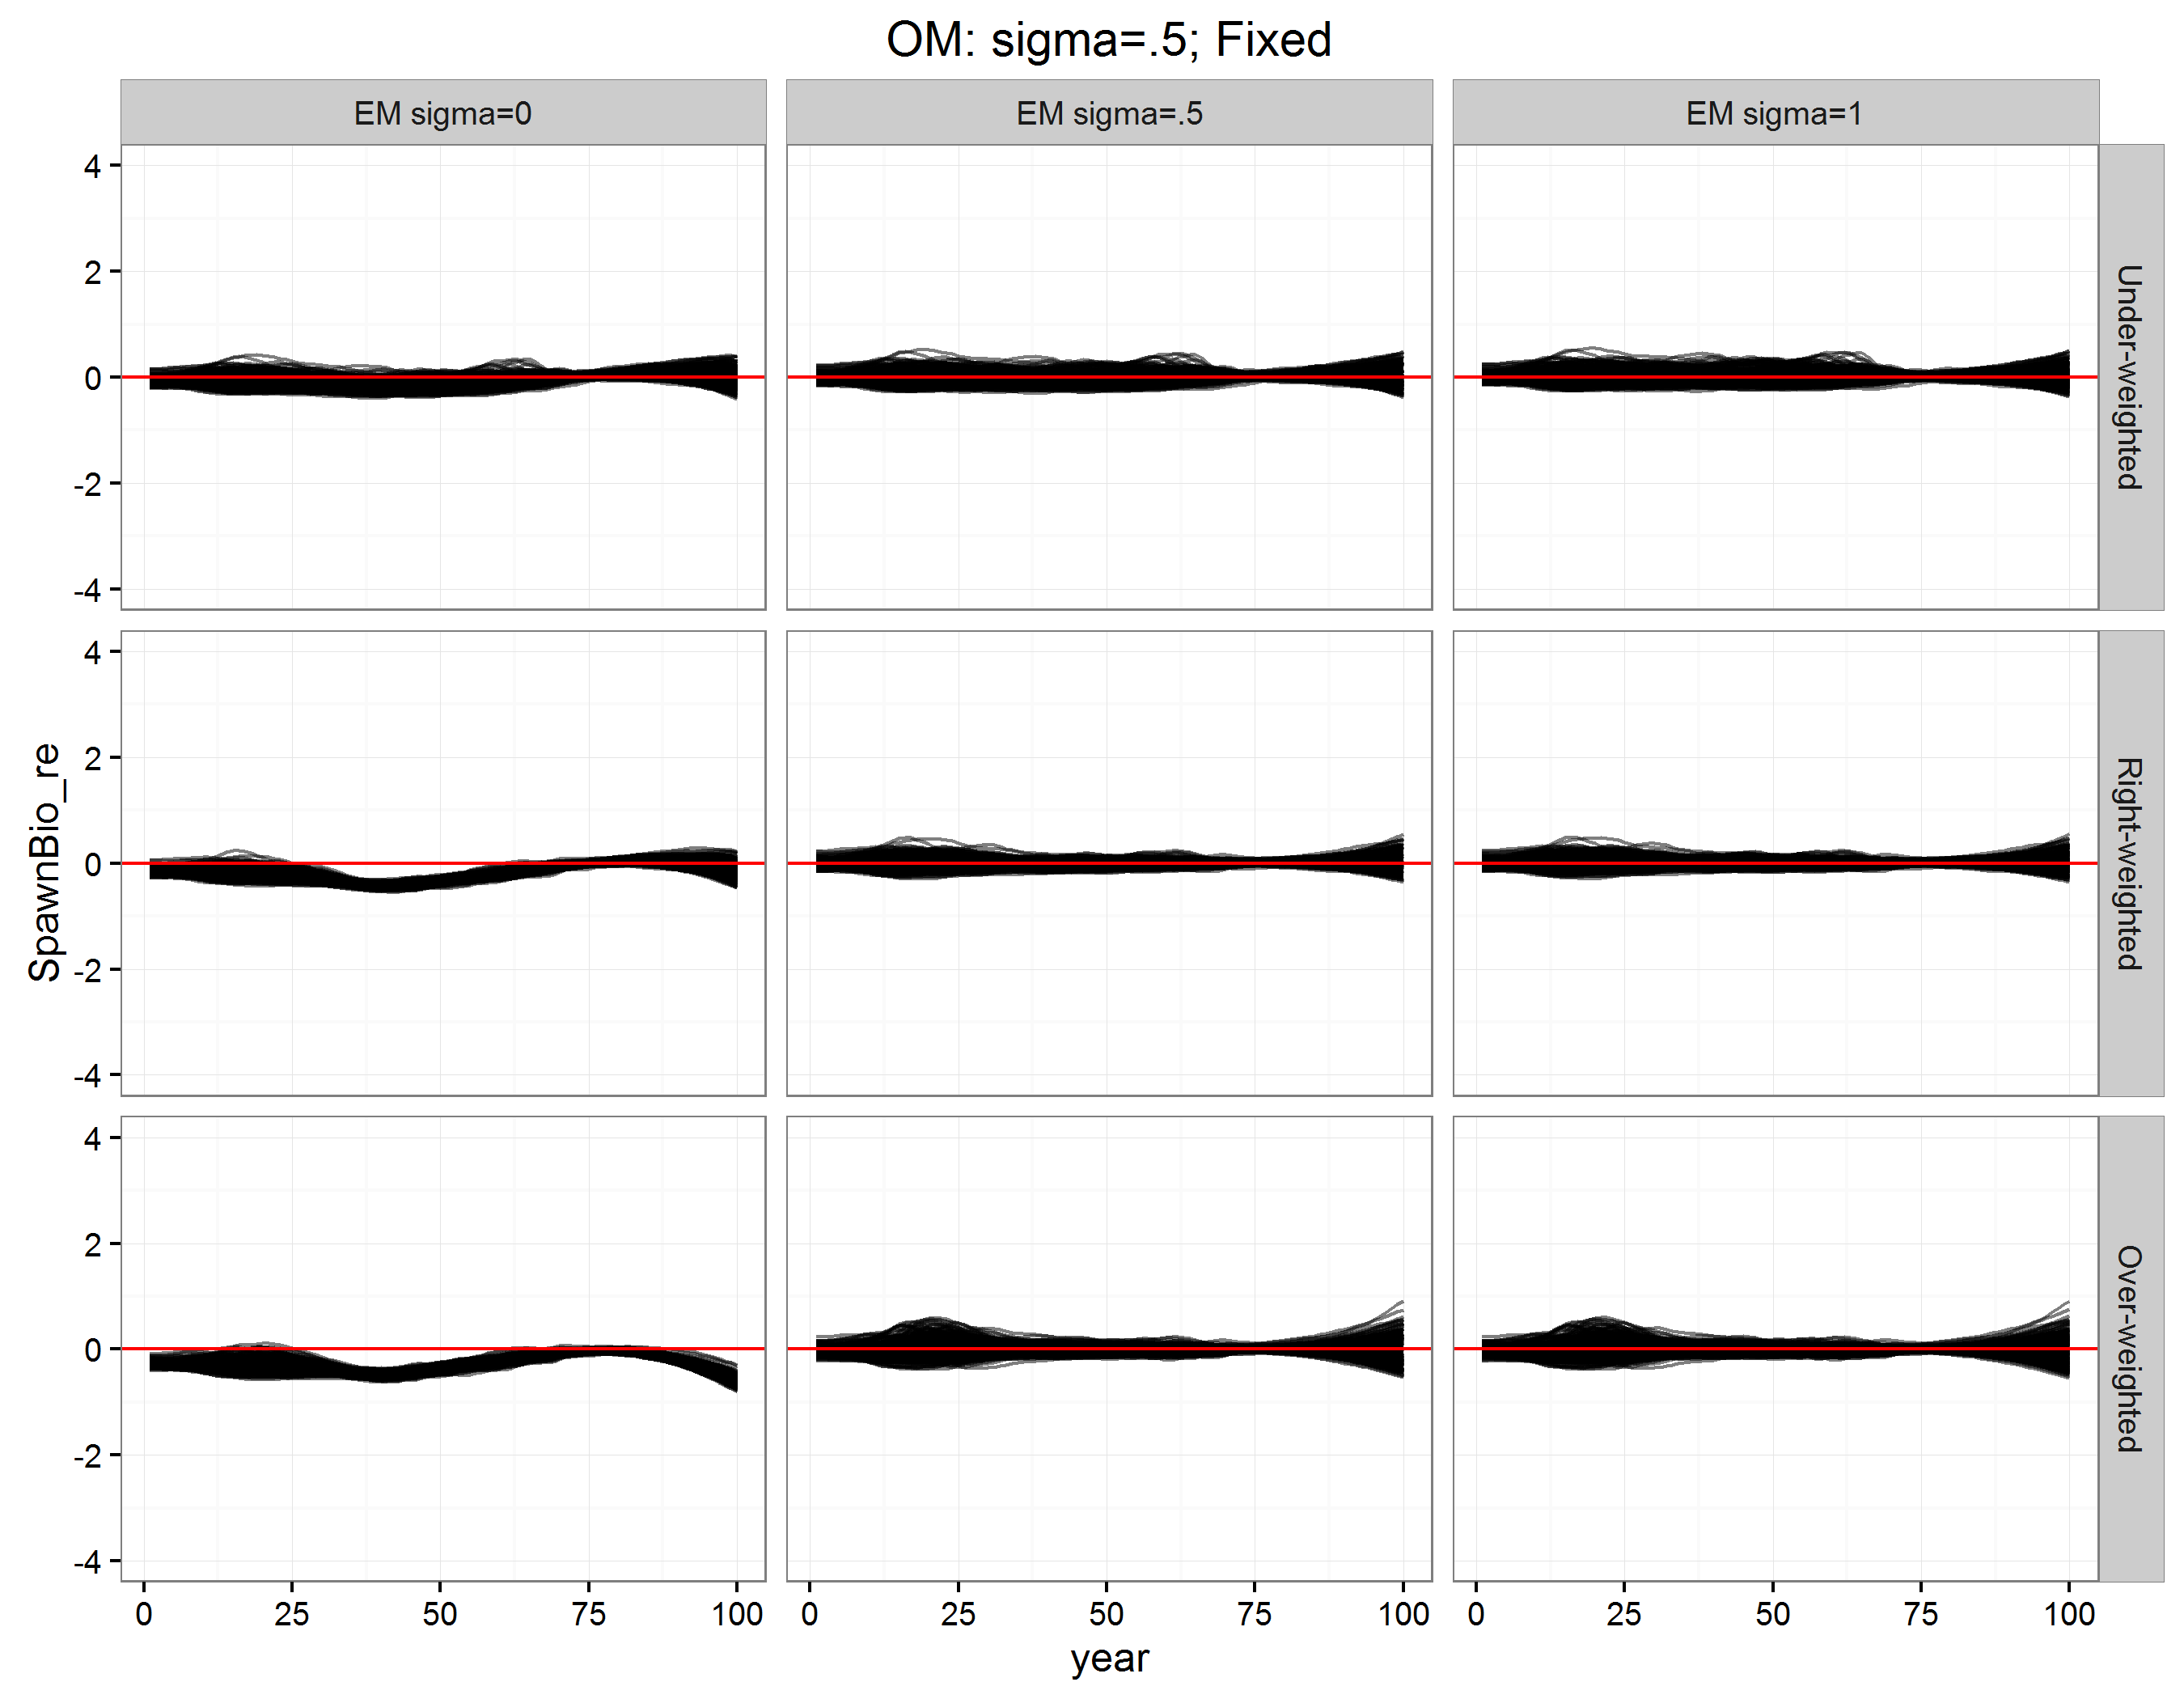 OM: sigma=.5; Fixed
EM sigma=0
EM sigma=.5
EM sigma=1
4
2
0
-2
-4
Under-weighted
4
2
0
-2
-4
Right-weighted
SpawnBio_re
4
2
0
-2
-4
Over-weighted
0 25 50 75 100
0 25 50 75 100
0 25 50 75 100
year